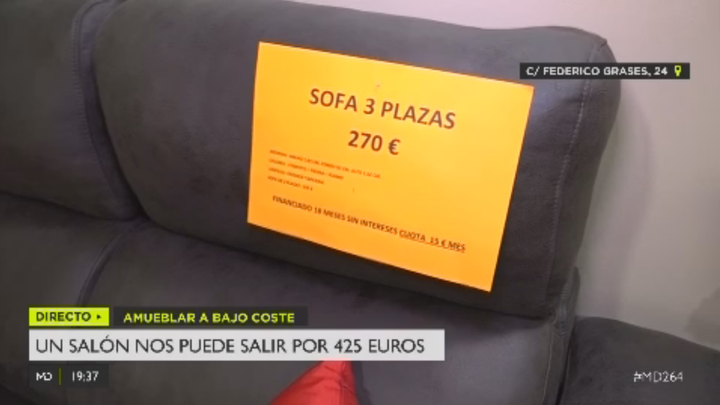 C/ FEDERICO GRASES, 24
SOFA 3 PLAZAS
270 €
FINANCIADO 18 MESES SIN INTERESES CUOTA 15 € MES
DIRECTO
AMUEBLAR A BAJO COSTE
UN SALÓN NOS PUEDE SALIR POR 425 EUROS
MD 19:37
#MD264